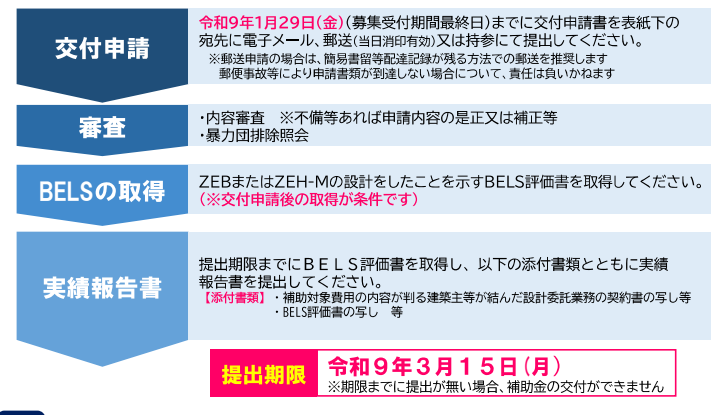 交付申請
令和9年1月29日(金)(募集受付期間最終日)までに交付申請書を表紙下の
宛先に電子メール、郵送(当日消印有効)又は持参にて提出してください。
※郵送申請の場合は、簡易書留等配達記録が残る方法での郵送を推奨します
郵便事故等により申請書類が到達しない場合について、責任は負いかねます
審査
・内容審査　※不備等あれば申請内容の是正又は補正等
・暴力団排除照会
BELSの取得
ZEBまたはZEH-Mの設計をしたことを示すBELS評価書を取得してください。
(※交付申請後の取得が条件です)
実績報告書
提出期限までにＢＥＬＳ評価書を取得し、以下の添付書類とともに実績
報告書を提出してください。
【添付書類】・補助対象費用の内容が判る建築主等が結んだ設計委託業務の契約書の写し等
・BELS評価書の写し　等
提出期限
令和９年３月１５日(月)
※期限までに提出が無い場合、補助金の交付ができません